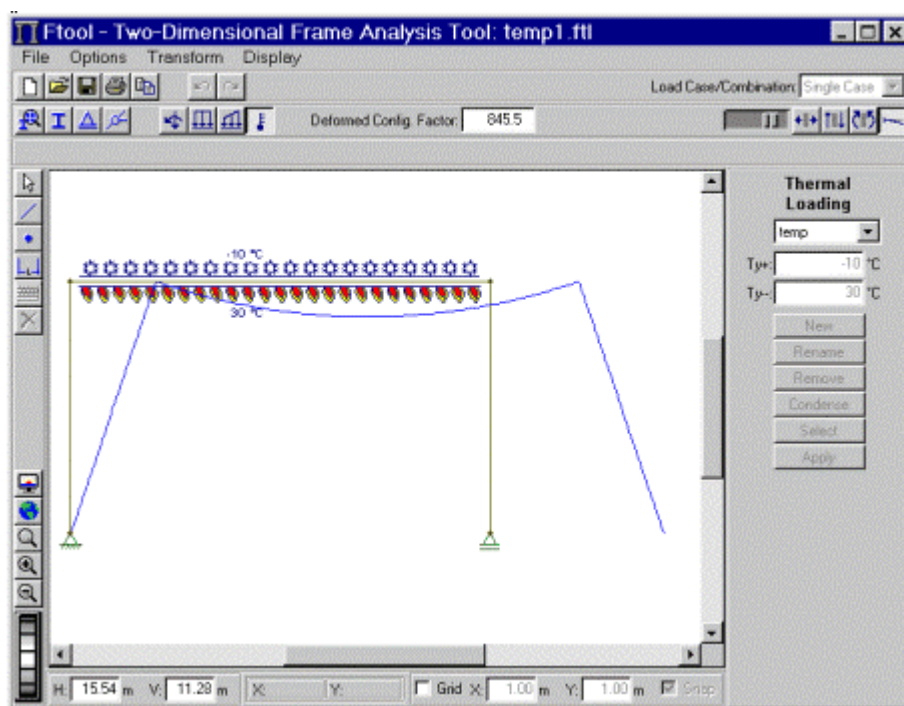 Ftool - Two-Dimensional Frame Analysis Tool: temp1.ftl
File Options Transform Display
Load Case/Combination: Single Case
Deformed Config. Factor: 845.5
Thermal
Loading
temp
Ty+: -10 °C
Ty-: 30 °C
New
Rename
Remove
Condense
Select
Apply
-10 °C
30 °C
H: 15.54 m V: 11.28 m X: Y: Grid X: 1.00 m Y: 1.00 m Snap